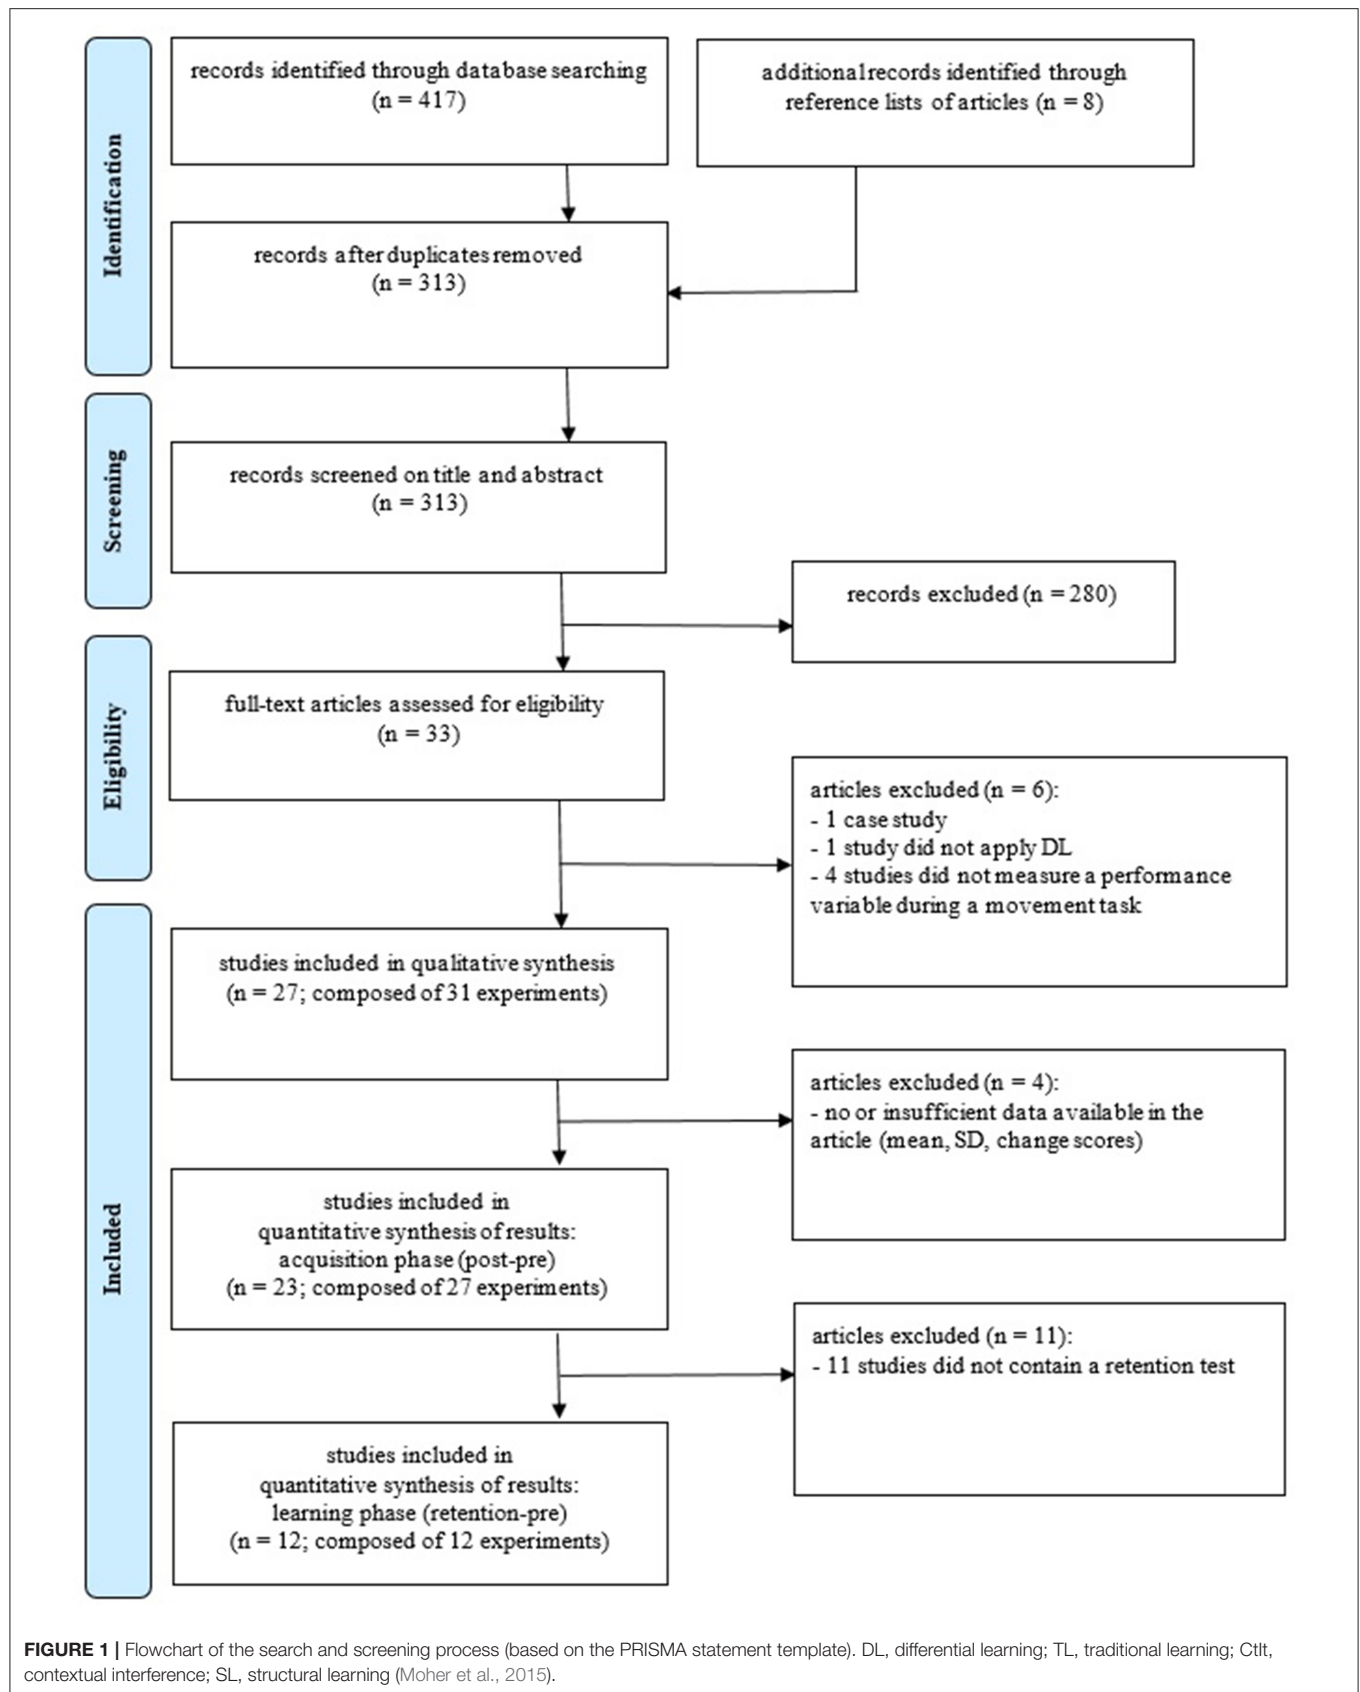 Identification
records identified through database searching
(n = 417)
additional records identified through
reference lists of articles (n = 8)
records after duplicates removed
(n = 313)
Screening
records screened on title and abstract
(n = 313)
records excluded (n = 280)
Eligibility
full-text articles assessed for eligibility
(n = 33)
articles excluded (n = 6):
- 1 case study
- 1 study did not apply DL
- 4 studies did not measure a performance
variable during a movement task
Included
studies included in qualitative synthesis
(n = 27; composed of 31 experiments)
articles excluded (n = 4):
- no or insufficient data available in the
article (mean, SD, change scores)
studies included in
quantitative synthesis of results:
acquisition phase (post-pre)
(n = 23; composed of 27 experiments)
articles excluded (n = 11):
- 11 studies did not contain a retention test
studies included in
quantitative synthesis of results:
learning phase (retention-pre)
(n = 12; composed of 12 experiments)
FIGURE 1 | Flowchart of the search and screening process (based on the PRISMA statement template). DL, differential learning; TL, traditional learning; CtIt,
contextual interference; SL, structural learning (Moher et al., 2015).